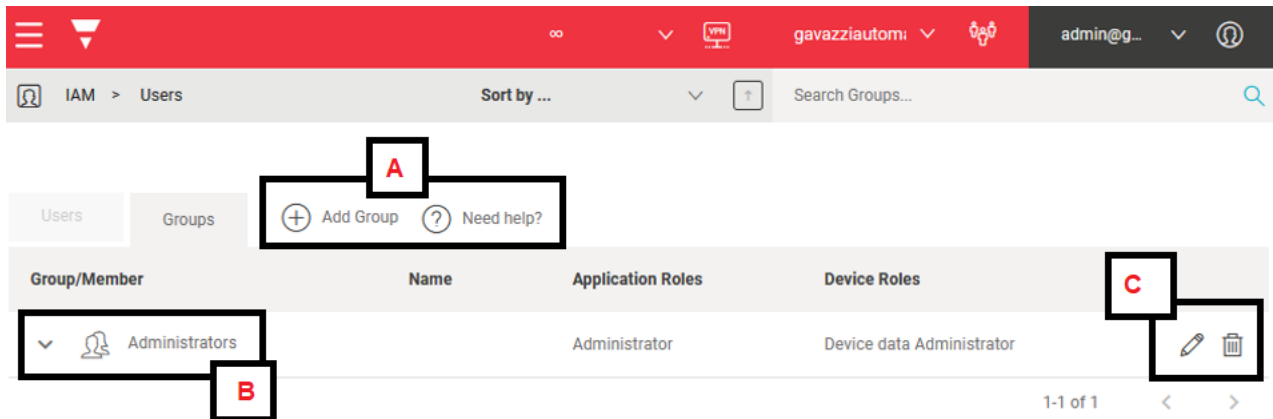 ∞ VPN gavazziautom: admin@g...
IAM > Users Sort by ... Search Groups...
A
Users Groups Add Group ? Need help?
Group/Member Name Application Roles Device Roles
C
Administrators Administrator Device data Administrator
B
1-1 of 1 < >